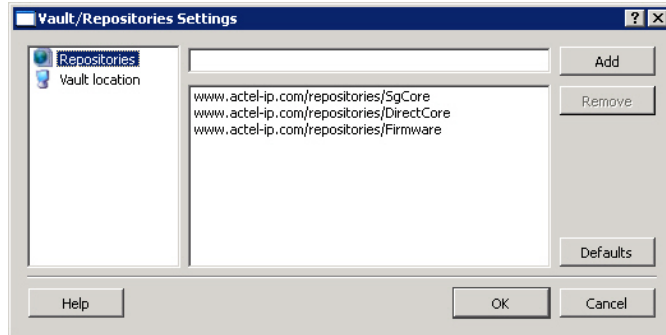 Vault/Repositories Settings
Repositories
Vault location
Add
www.actel-ip.com/repositories/SgCore
www.actel-ip.com/repositories/DirectCore
www.actel-ip.com/repositories/Firmware
Remove
Defaults
Help
OK
Cancel